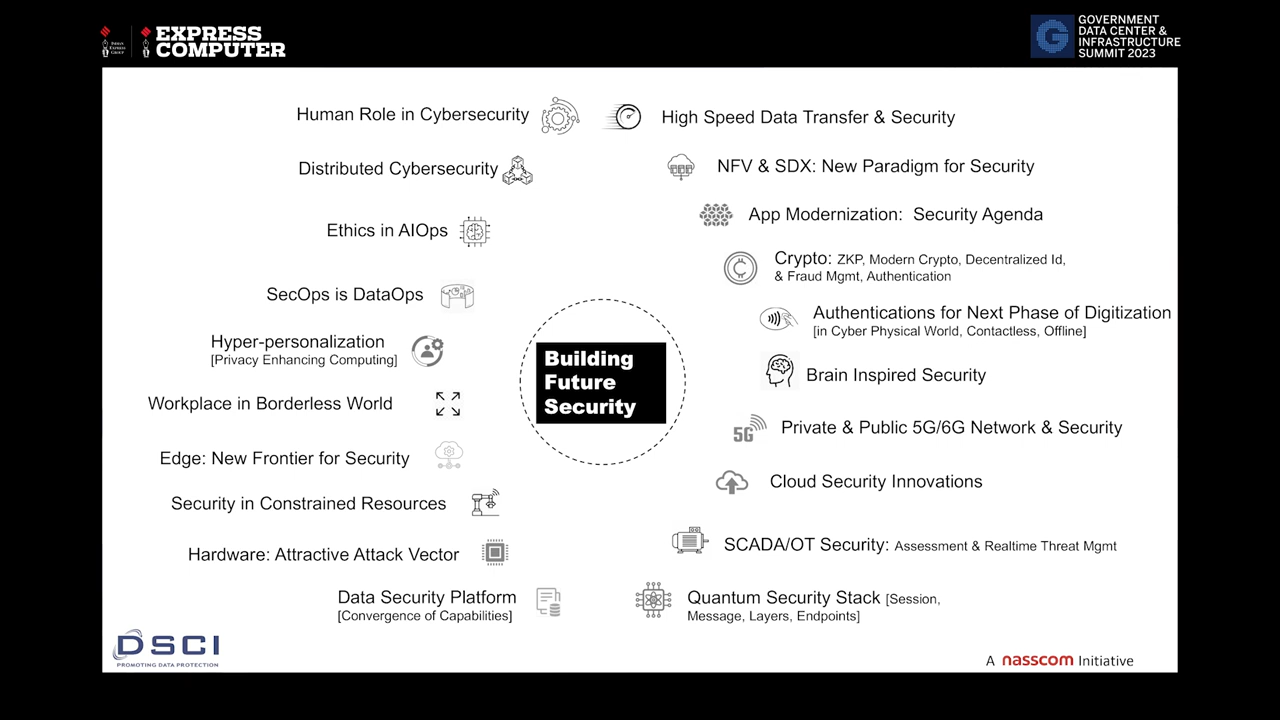 EXPRESS
COMPUTER
GOVERNMENT
DATA CENTER &
INFRASTRUCTURE
SUMMIT 2023
Human Role in Cybersecurity
Distributed Cybersecurity
Ethics in AIOps
SecOps is DataOps
Hyper-personalization
[Privacy Enhancing Computing]
Workplace in Borderless World
Edge: New Frontier for Security
Security in Constrained Resources
Hardware: Attractive Attack Vector
Data Security Platform
[Convergence of Capabilities]
Building
Future
Security
High Speed Data Transfer & Security
NFV & SDX: New Paradigm for Security
App Modernization: Security Agenda
Crypto: ZKP, Modern Crypto, Decentralized Id,
& Fraud Mgmt, Authentication
Authentications for Next Phase of Digitization
[in Cyber Physical World, Contactless, Offline]
Brain Inspired Security
5G
Private & Public 5G/6G Network & Security
Cloud Security Innovations
SCADA/OT Security: Assessment & Realtime Threat Mgmt
Quantum Security Stack [Session,
Message, Layers, Endpoints]
DSCI
PROMOTING DATA PROTECTION
A nasscom Initiative